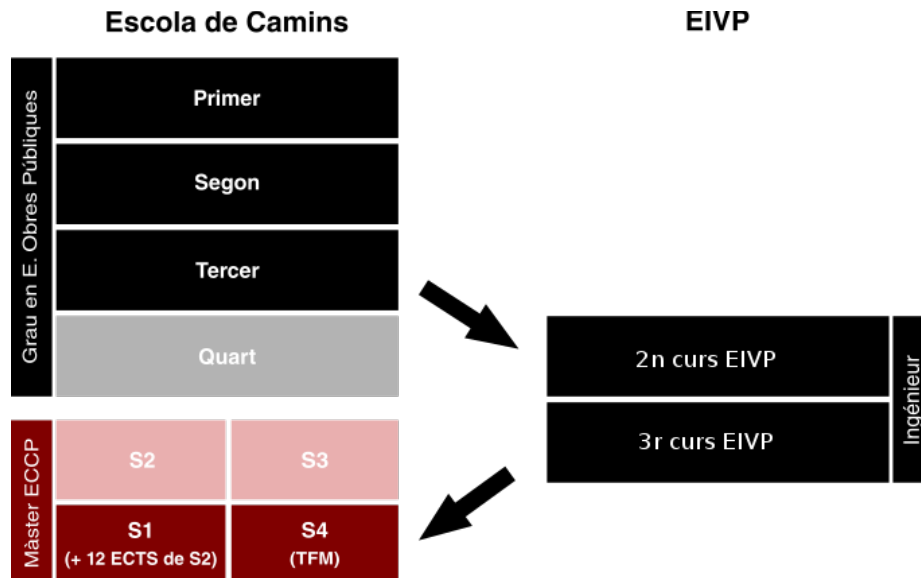 Escola de Camins
EIVP
Grau en E. Obres Públiques
Primer
Segon
Tercer
Quart
2n curs EIVP
3r curs EIVP
Ingénieur
Màster ECCP
S2
S3
S1
(+ 12 ECTS de S2)
S4
(TFM)